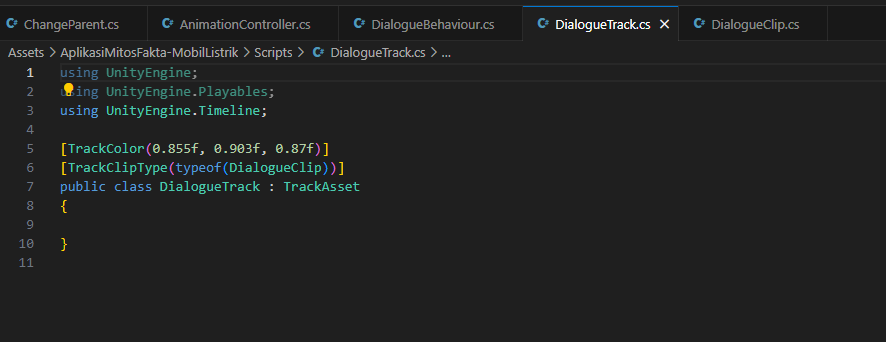 ChangeParent.cs
AnimationController.cs
DialogueBehaviour.cs
DialogueTrack.cs
DialogueClip.cs
Assets > AplikasiMitosFakta-MobilListrik > Scripts > DialogueTrack.cs > ...
1 using UnityEngine;
2 using UnityEngine.Playables;
3 using UnityEngine.Timeline;
4
5 [TrackColor(0.855f, 0.903f, 0.87f)]
6 [TrackClipType(typeof(DialogueClip))]
7 public class DialogueTrack : TrackAsset
8 {
9
10 }
11